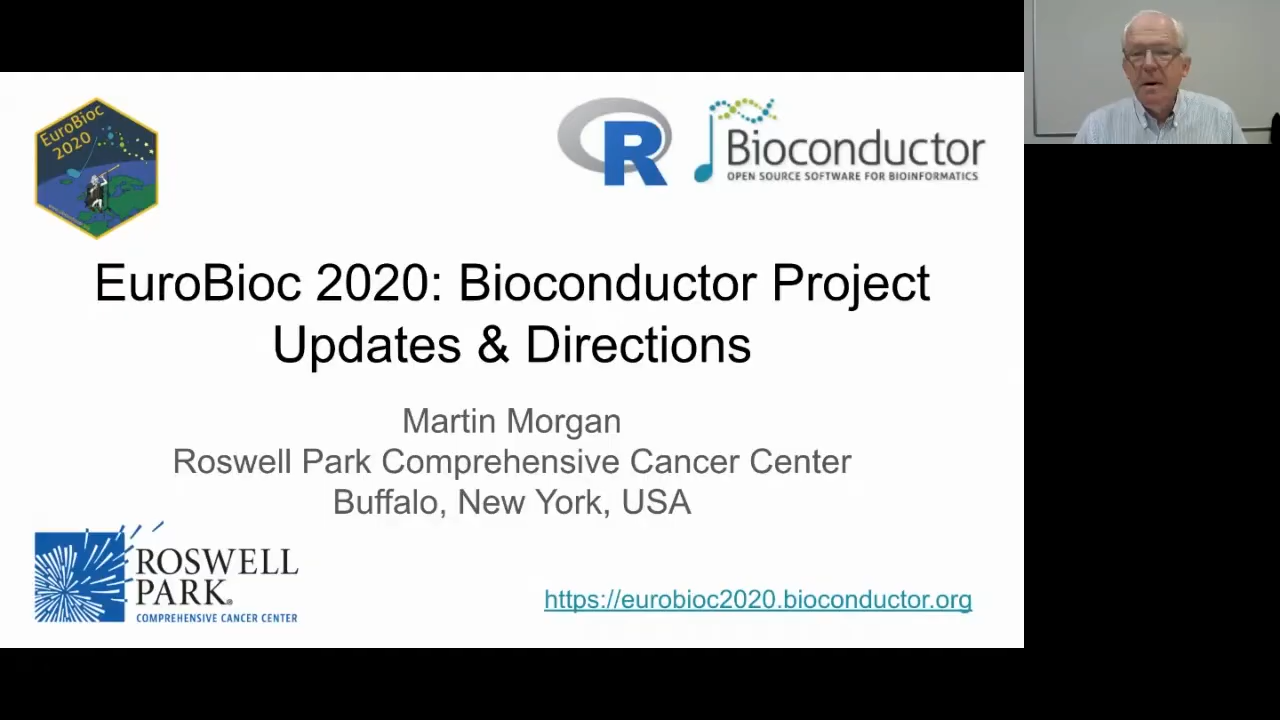 EuroBioc
2020
R
Bioconductor
OPEN SOURCE SOFTWARE FOR BIOINFORMATICS
EuroBioc 2020: Bioconductor Project
Updates & Directions
Martin Morgan
Roswell Park Comprehensive Cancer Center
Buffalo, New York, USA
ROSWELL
PARK®
COMPREHENSIVE CANCER CENTER
https://eurobioc2020.bioconductor.org